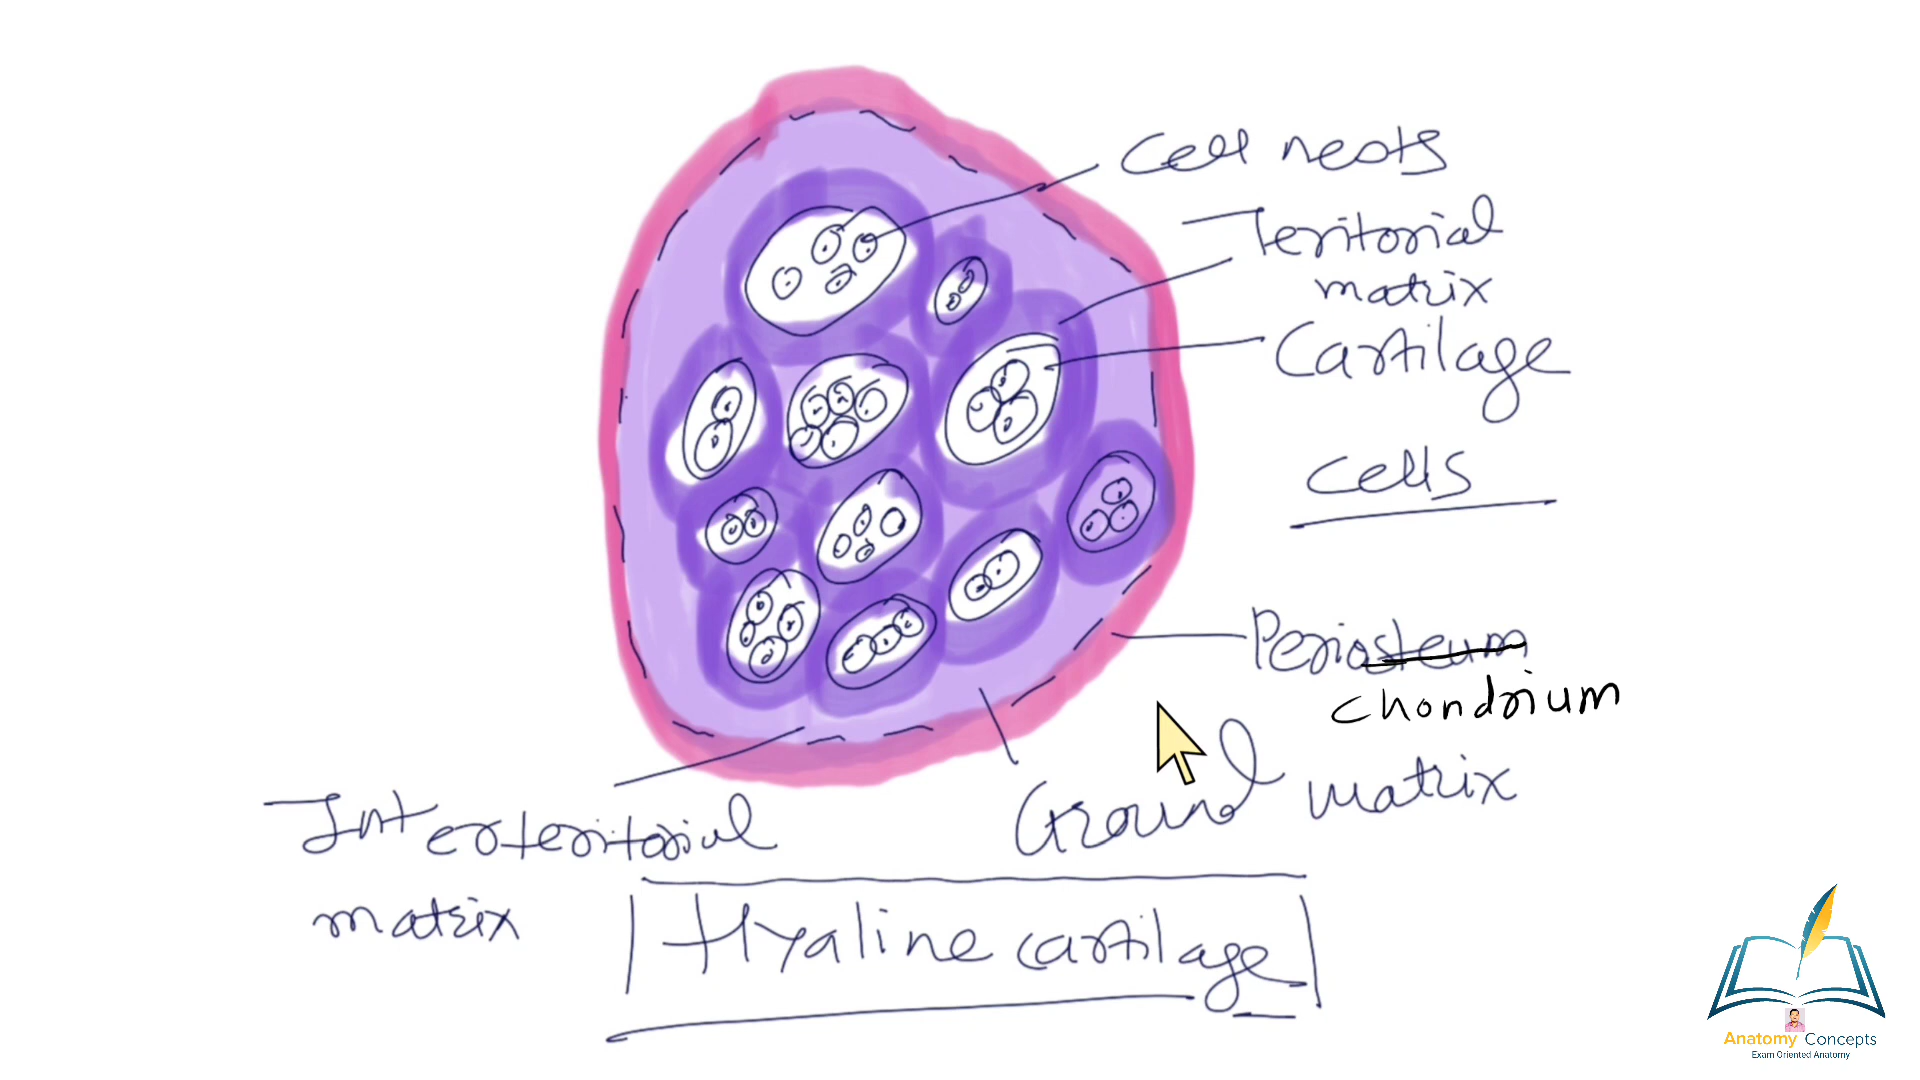 Cell nests
Teritorial
matrix
Cartilage
cells
Periosteum
chondrium
Ground matrix
Interteritorial
matrix
Hyaline cartilage
Anatomy Concepts
Exam Oriented Anatomy